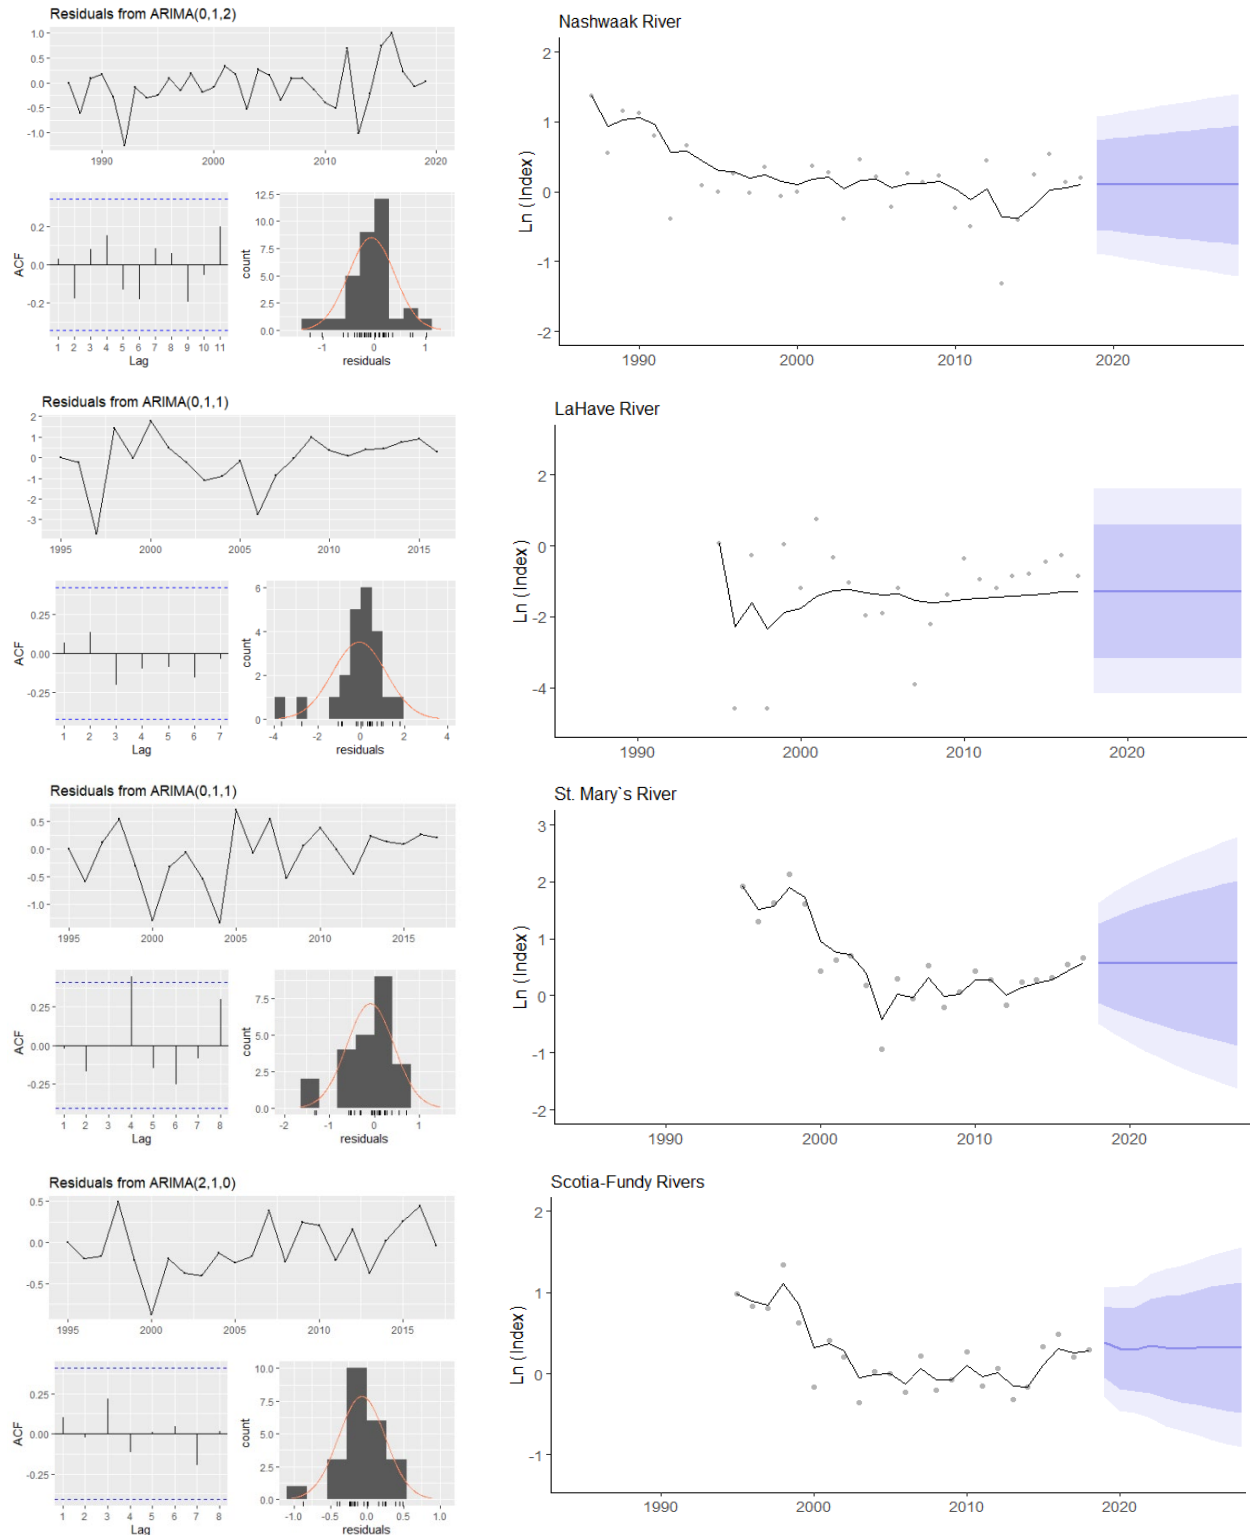 Residuals from ARIMA(0,1,2)
1.0
0.5
0.0
-0.5
-1.0
1990 2000 2010 2020
ACF
0.2
0.0
-0.2
1 2 3 4 5 6 7 8 9 10 11
Lag
count
12.5
10.0
7.5
5.0
2.5
0.0
-1 0 1
residuals
Nashwaak River
Ln (Index)
2
1
0
-1
-2
1990 2000 2010 2020
Residuals from ARIMA(0,1,1)
2
1
0
-1
-2
-3
1995 2000 2005 2010 2015
ACF
0.25
0.00
-0.25
1 2 3 4 5 6 7
Lag
count
6
4
2
0
-4 -2 0 2 4
residuals
LaHave River
Ln (Index)
2
0
-2
-4
1990 2000 2010 2020
Residuals from ARIMA(0,1,1)
0.5
0.0
-0.5
-1.0
1995 2000 2005 2010 2015
ACF
0.25
0.00
-0.25
1 2 3 4 5 6 7 8
Lag
count
7.5
5.0
2.5
0.0
-2 -1 0 1
residuals
St. Mary`s River
Ln (Index)
3
2
1
0
-1
-2
1990 2000 2010 2020
Residuals from ARIMA(2,1,0)
0.5
0.0
-0.5
1995 2000 2005 2010 2015
ACF
0.25
0.00
-0.25
1 2 3 4 5 6 7 8
Lag
count
10.0
7.5
5.0
2.5
0.0
-1.0 -0.5 0.0 0.5 1.0
residuals
Scotia-Fundy Rivers
Ln (Index)
2
1
0
-1
1990 2000 2010 2020